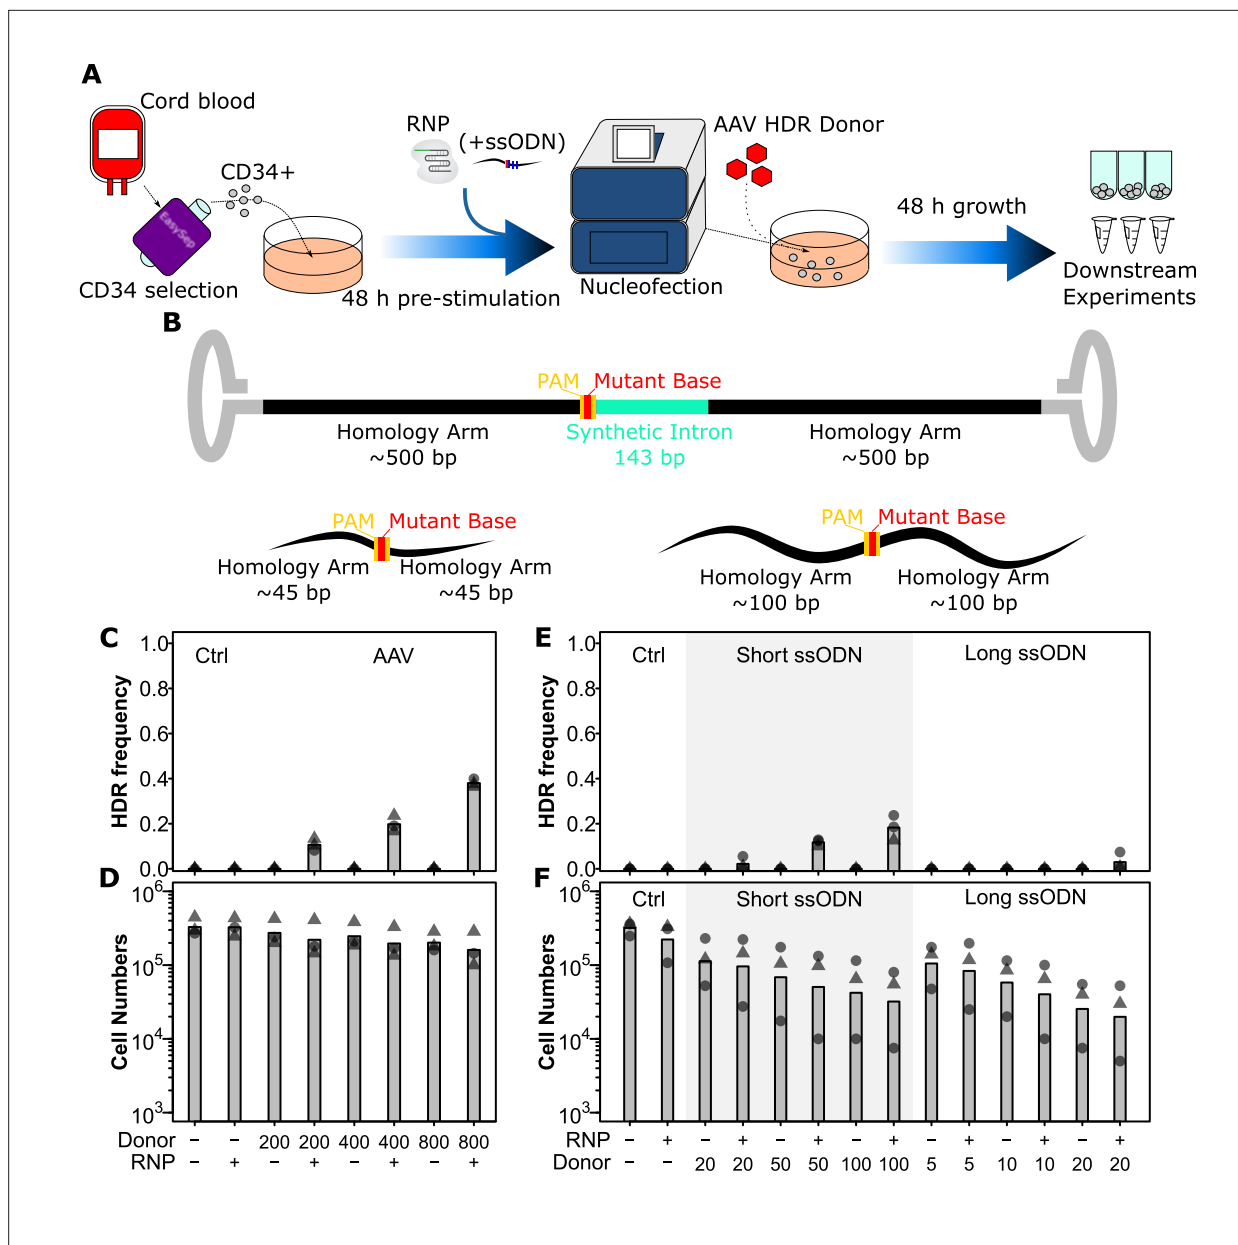 A
Cord blood
CD34+
EasySep
CD34 selection
48 h pre-stimulation
RNP
(+ssODN)
Nucleofection
AAV HDR Donor
48 h growth
Downstream
Experiments
B
PAM Mutant Base
Homology Arm
~500 bp
Synthetic Intron
143 bp
Homology Arm
~500 bp
PAM Mutant Base
Homology Arm
~45 bp
Homology Arm
~45 bp
PAM Mutant Base
Homology Arm
~100 bp
Homology Arm
~100 bp
C
Ctrl AAV
HDR frequency
1.0
0.8
0.6
0.4
0.2
0.0
D
Cell Numbers
10^6
10^5
10^4
10^3
Donor − − 200 200 400 400 800 800
RNP − + − + − + − +
E
Ctrl Short ssODN Long ssODN
HDR frequency
1.0
0.8
0.6
0.4
0.2
0.0
F
Ctrl Short ssODN Long ssODN
Cell Numbers
10^6
10^5
10^4
10^3
RNP − + − + − + − + − + − + − +
Donor − − 20 20 50 50 100 100 5 5 10 10 20 20